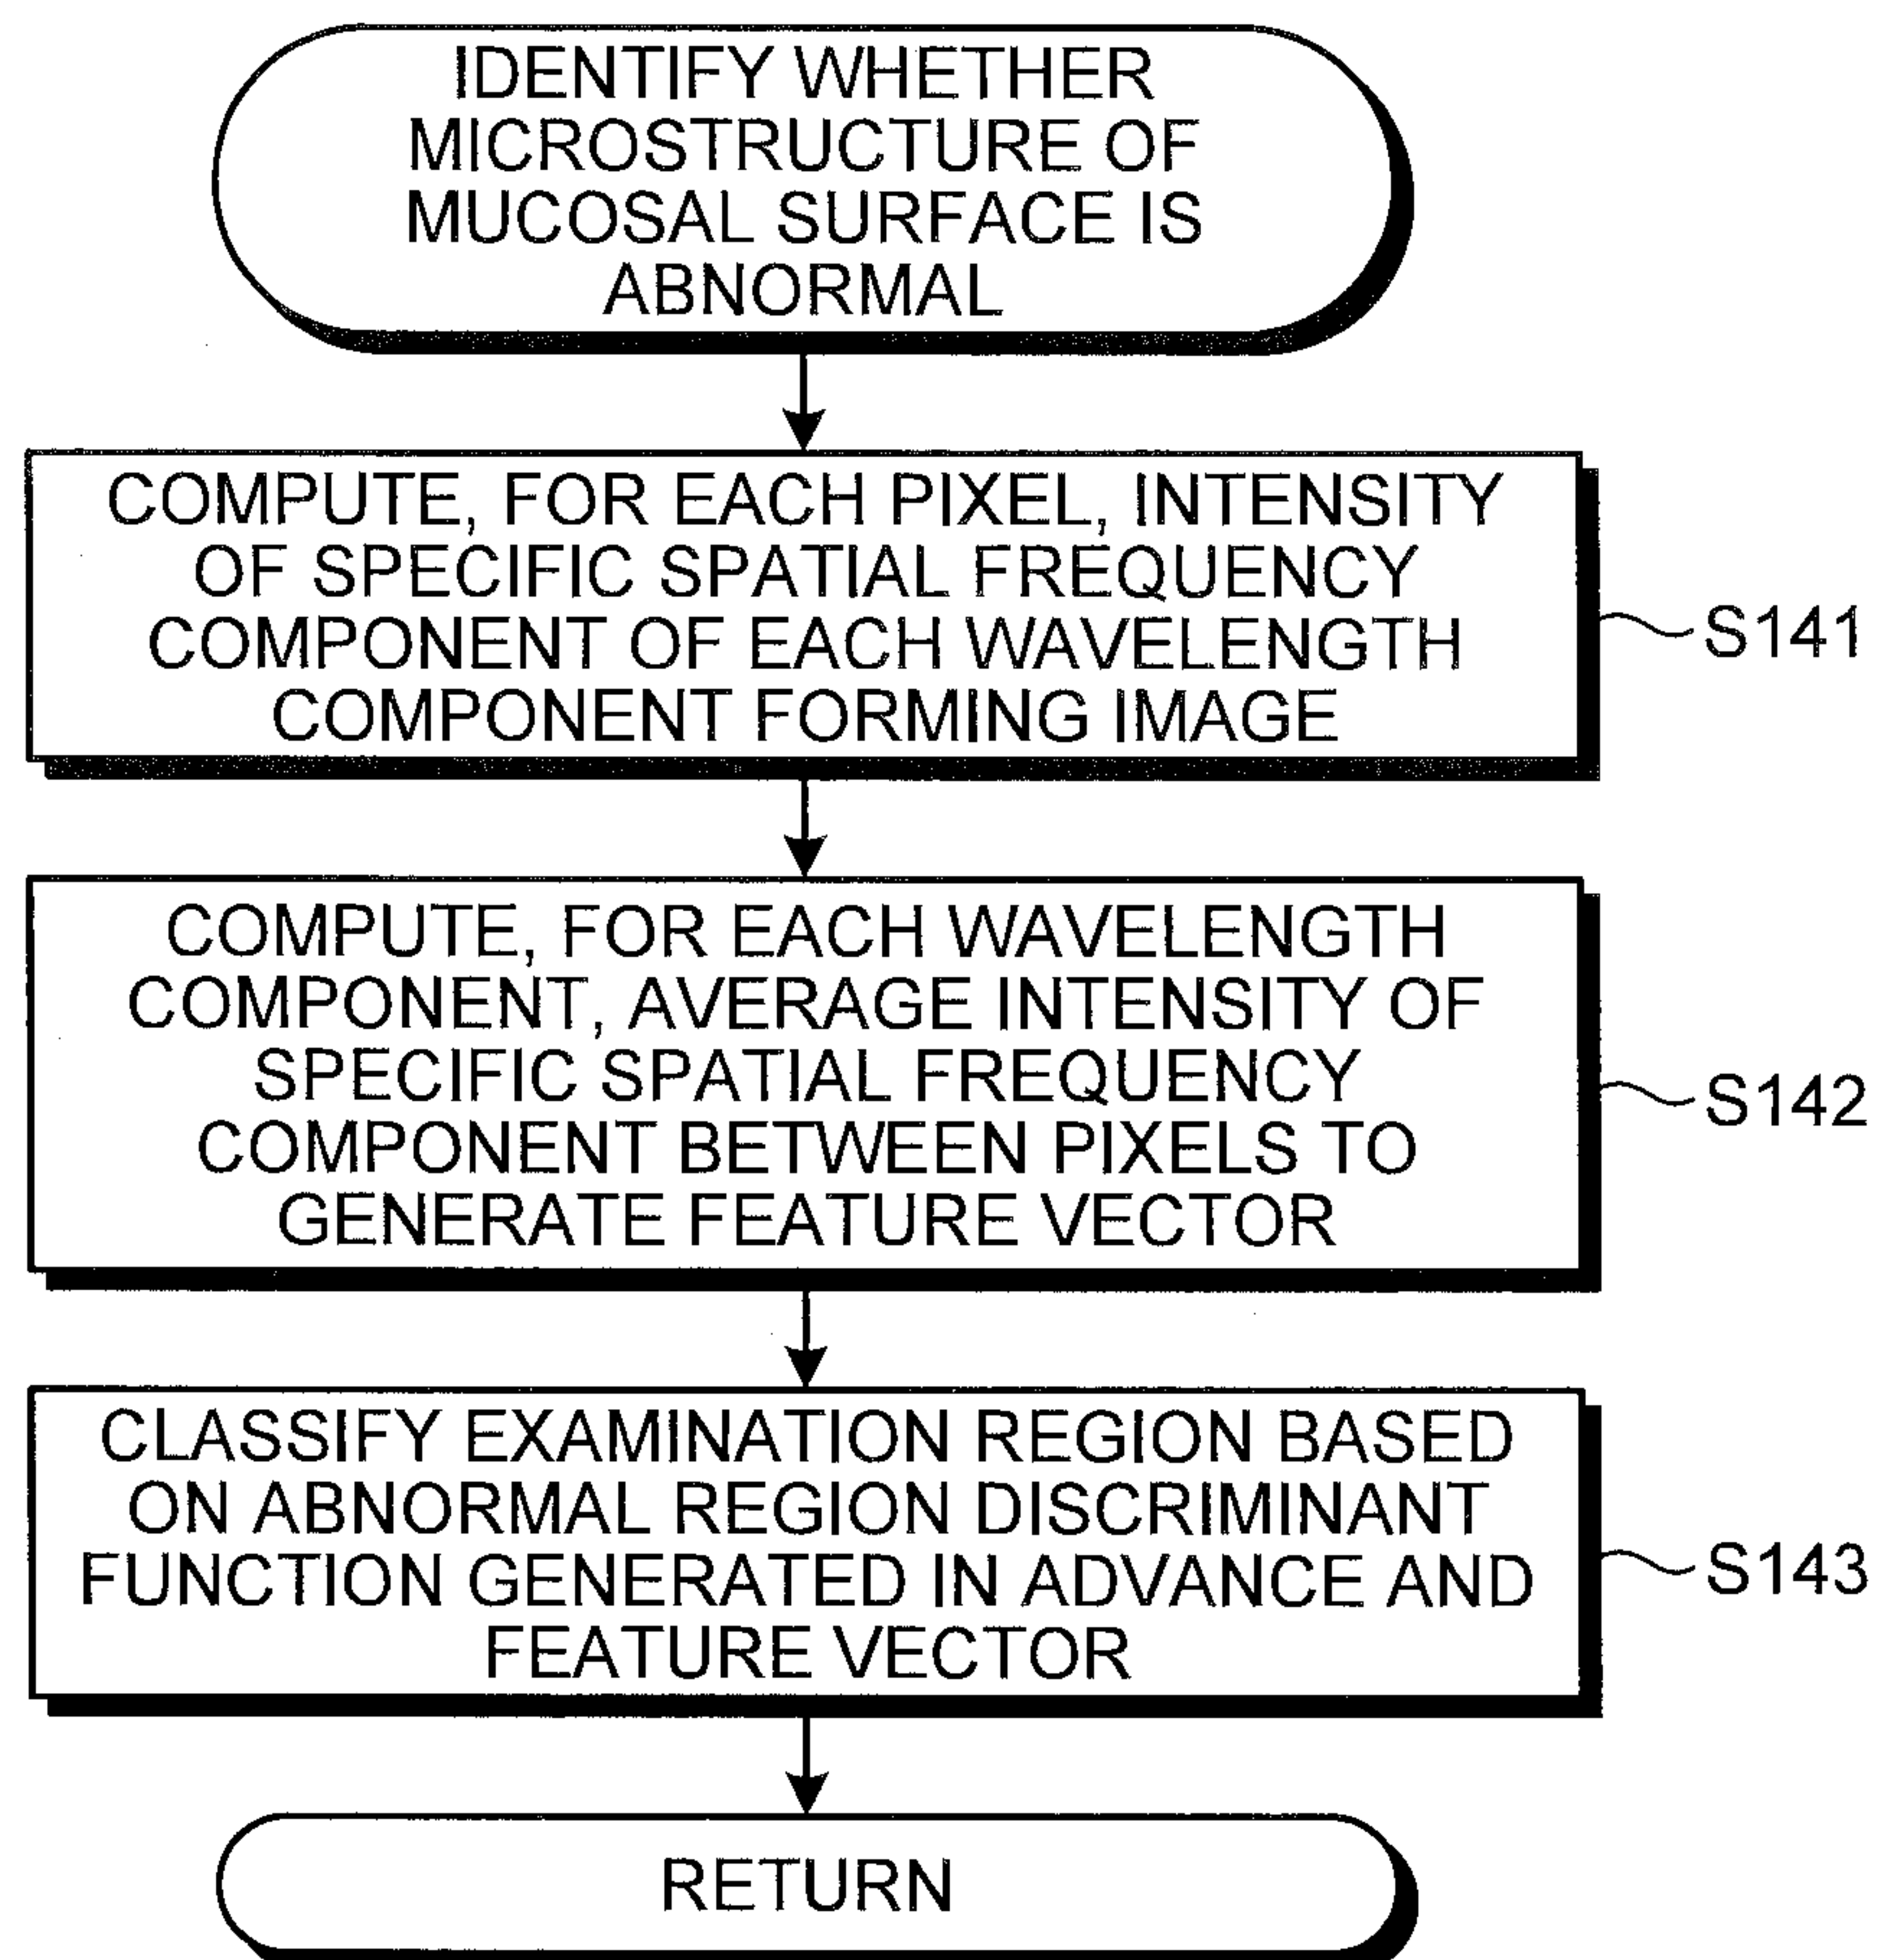 IDENTIFY WHETHER
MICROSTRUCTURE OF
MUCOSAL SURFACE IS
ABNORMAL
COMPUTE, FOR EACH PIXEL, INTENSITY
OF SPECIFIC SPATIAL FREQUENCY
COMPONENT OF EACH WAVELENGTH
COMPONENT FORMING IMAGE
S141
COMPUTE, FOR EACH WAVELENGTH
COMPONENT, AVERAGE INTENSITY OF
SPECIFIC SPATIAL FREQUENCY
COMPONENT BETWEEN PIXELS TO
GENERATE FEATURE VECTOR
S142
CLASSIFY EXAMINATION REGION BASED
ON ABNORMAL REGION DISCRIMINANT
FUNCTION GENERATED IN ADVANCE AND
FEATURE VECTOR
S143
RETURN